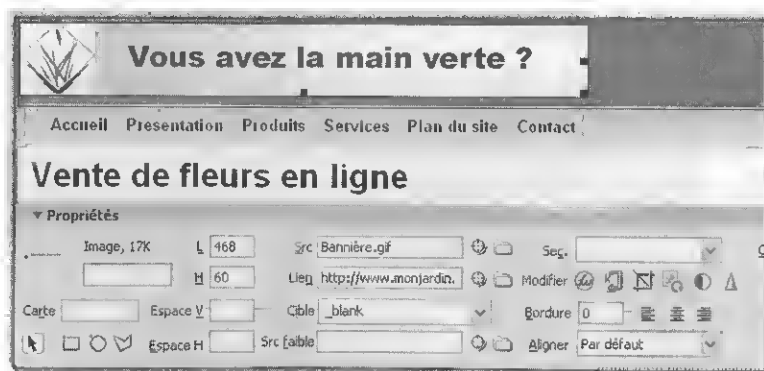 Vous avez la main verte ?
Accueil Presentation Produits Services Plan du site Contact
Vente de fleurs en ligne
Propriétés
Image, 17K L 468 Src Bannière.gif Sec.
H 60 Lien http://www.monjardin. Modifier
Carte Espace V Cible _blank Bordure 0
Espace H Src faible Aligner Par défaut